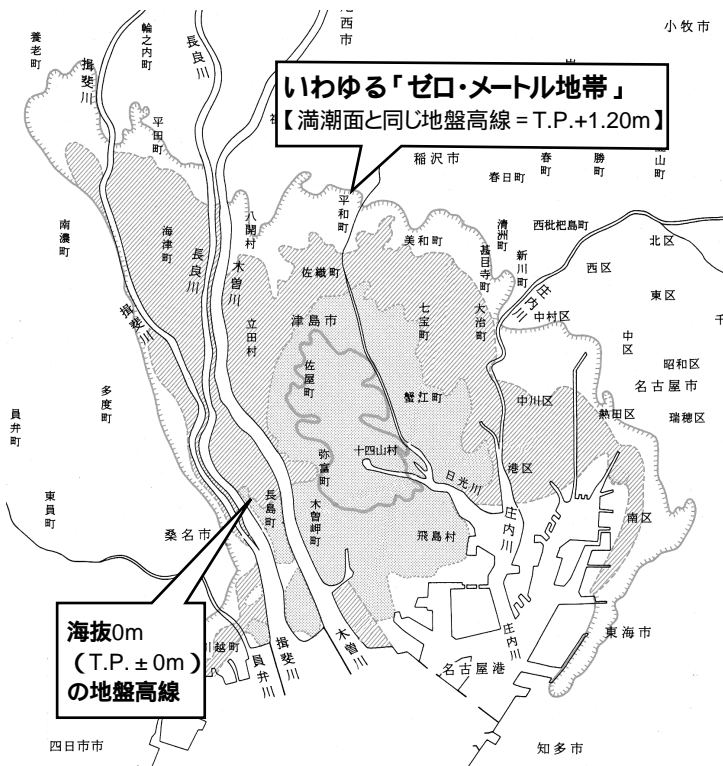 尾西市
小牧市
養老町
輪之内町
長良川
揖斐川
いわゆる「ゼロ・メートル地帯」
【満潮面と同じ地盤高線=T.P.+1.20m】
平田町
稲沢市
春日町
春町
勝町
山町
平和町
八開村
南濃町
海津町
長良川
木曽川
佐織町
美和町
甚目寺町
清洲町
新川町
西枇杷島町
北区
西区
東区
千
庄内川
中村区
中区
昭和区
名古屋市
瑞穂区
熱田区
揖斐川
立田村
津島市
七宝町
大治町
佐屋町
蟹江町
中川区
多度町
員弁町
十四山村
弥富町
日光川
港区
東員町
桑名市
長島町
木曽岬町
飛島村
庄内川
南区
海抜0m
(T.P.±0m)
の地盤高線
川越町
員弁川
揖斐川
木曽川
名古屋港
庄内川
東海市
四日市市
知多市